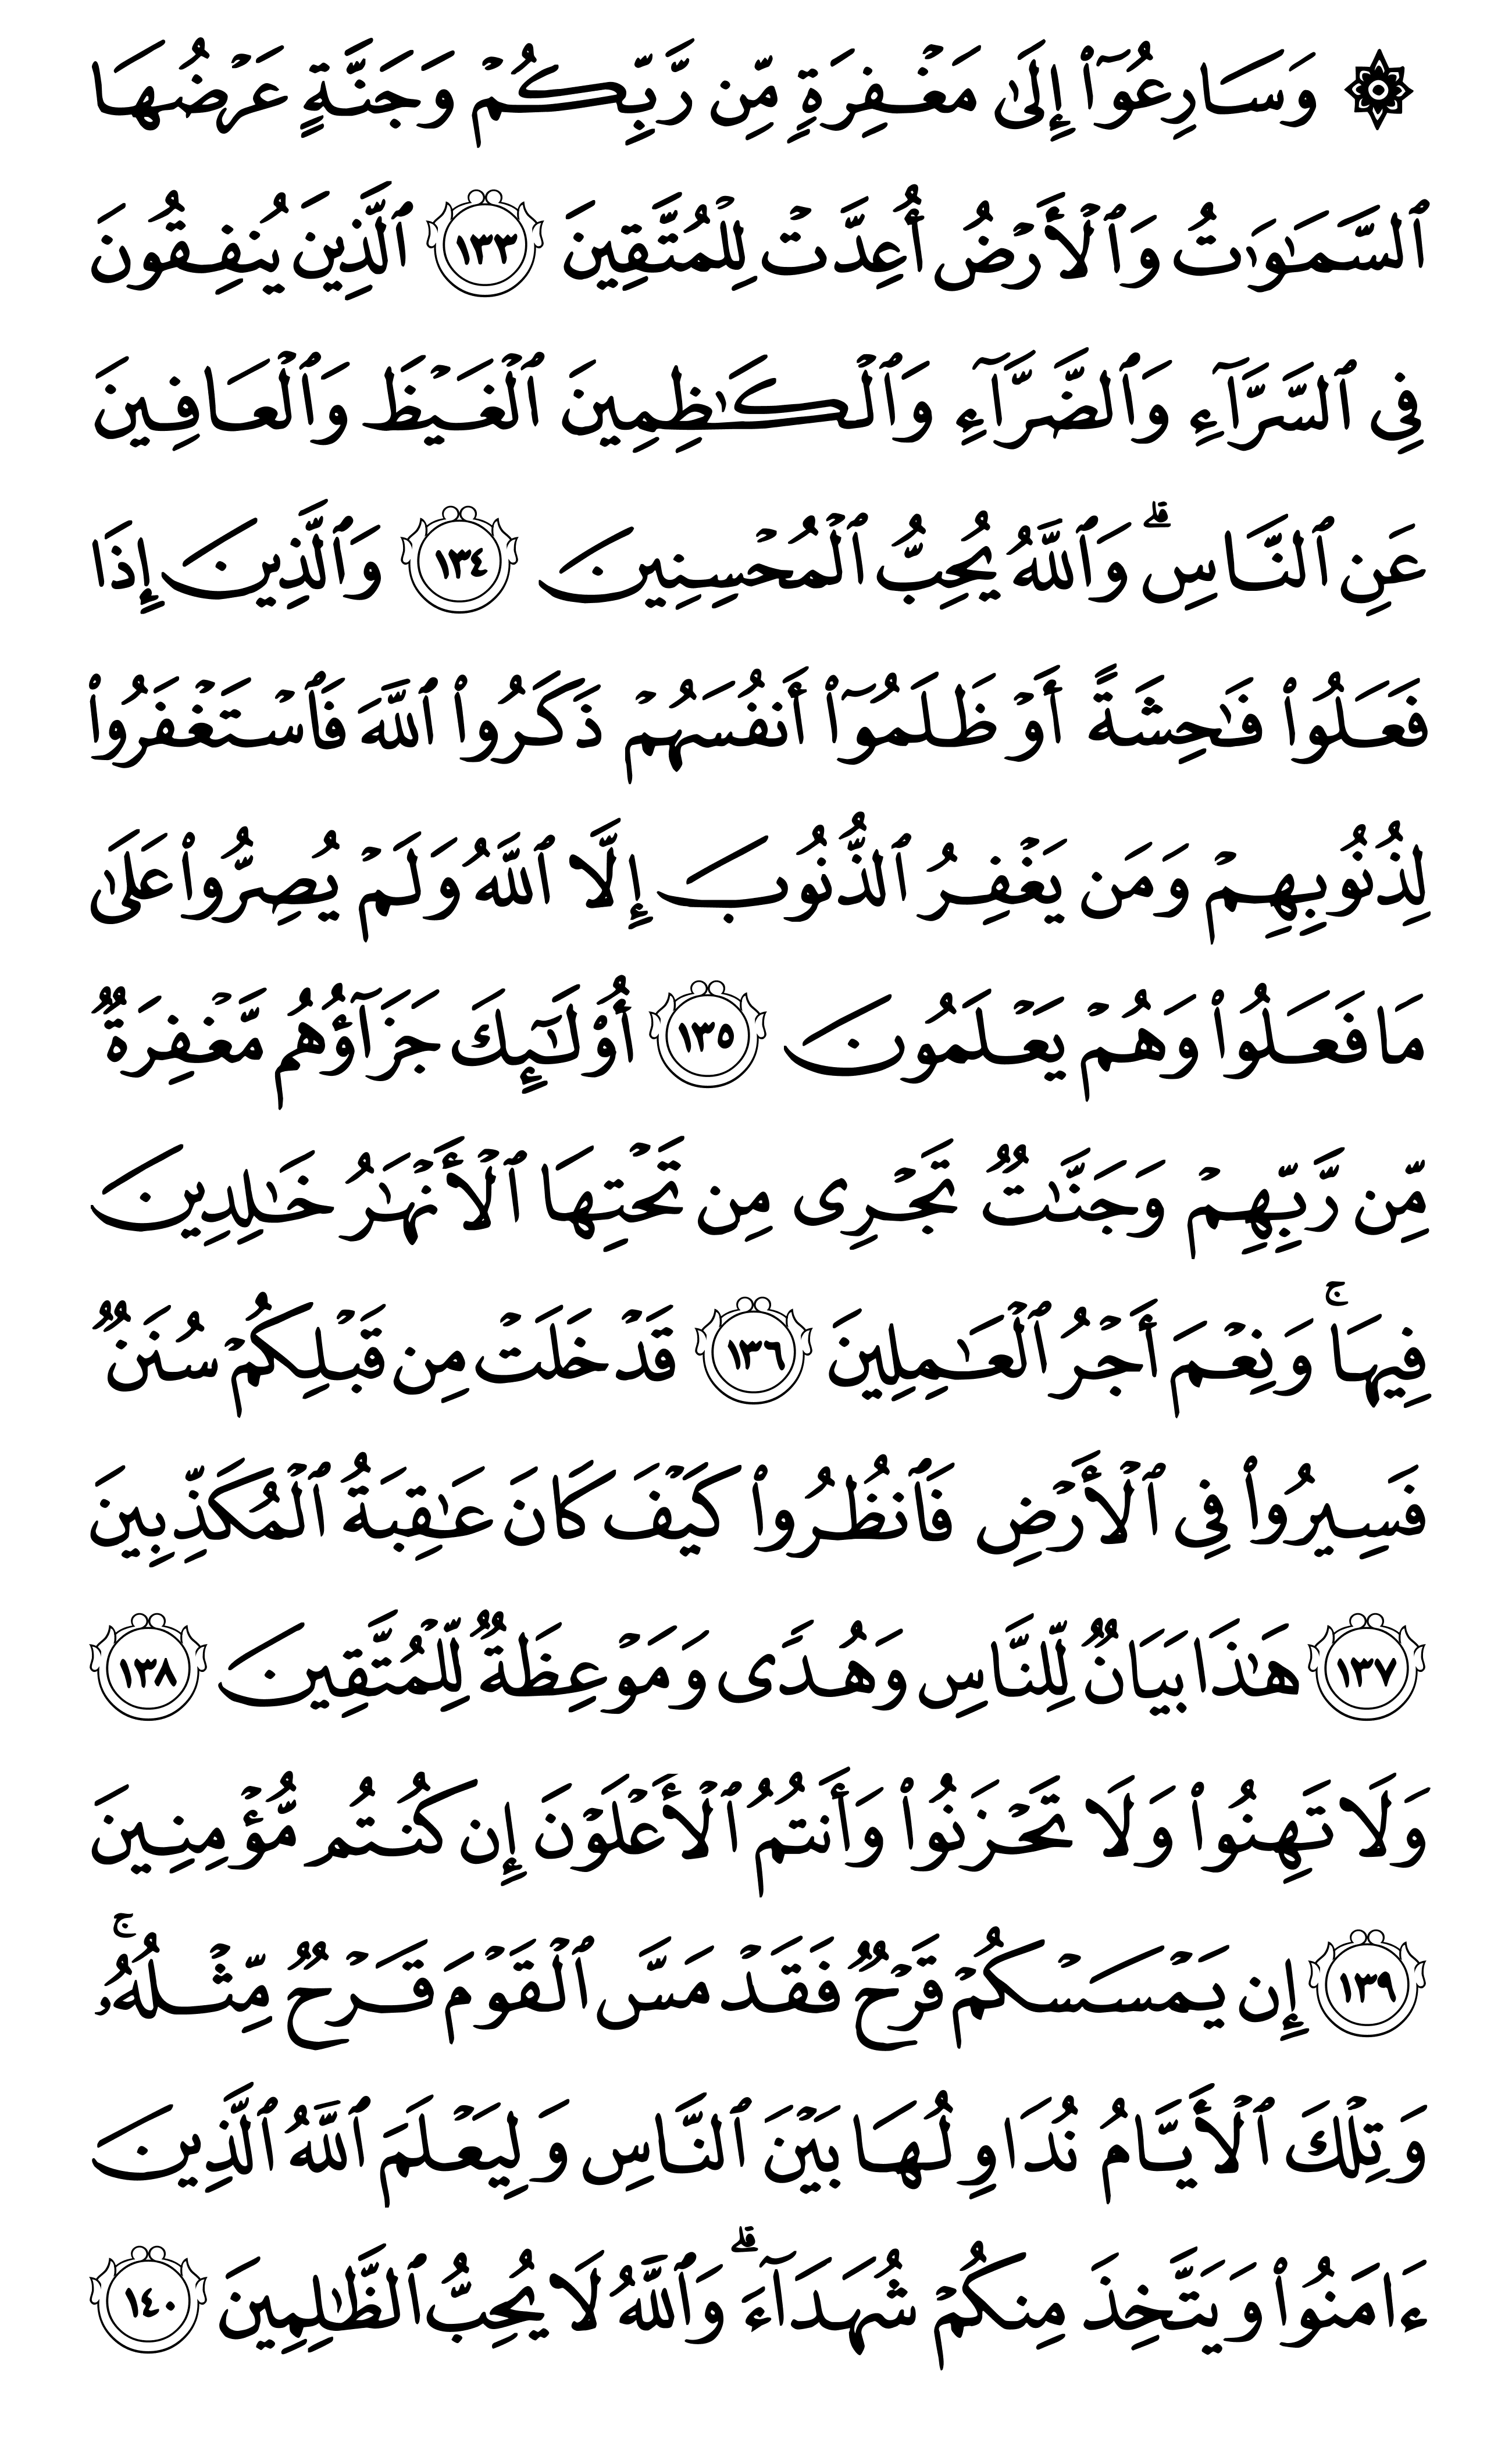 ۞ وَسَارِعُوٓا۟ إِلَىٰ مَغْفِرَةٍ مِّن رَّبِّكُمْ وَجَنَّةٍ عَرْضُهَا
ٱلسَّمَـٰوَٰتُ وَٱلْأَرْضُ أُعِدَّتْ لِلْمُتَّقِينَ ١٣٣ ٱلَّذِينَ يُنفِقُونَ
فِى ٱلسَّرَّآءِ وَٱلضَّرَّآءِ وَٱلْكَـٰظِمِينَ ٱلْغَيْظَ وَٱلْعَافِينَ
عَنِ ٱلنَّاسِ ۗ وَٱللَّهُ يُحِبُّ ٱلْمُحْسِنِينَ ١٣٤ وَٱلَّذِينَ إِذَا
فَعَلُوا۟ فَـٰحِشَةً أَوْ ظَلَمُوٓا۟ أَنفُسَهُمْ ذَكَرُوا۟ ٱللَّهَ فَٱسْتَغْفَرُوا۟
لِذُنُوبِهِمْ وَمَن يَغْفِرُ ٱلذُّنُوبَ إِلَّا ٱللَّهُ وَلَمْ يُصِرُّوا۟ عَلَىٰ
مَا فَعَلُوا۟ وَهُمْ يَعْلَمُونَ ١٣٥ أُو۟لَـٰٓئِكَ جَزَآؤُهُم مَّغْفِرَةٌ
مِّن رَّبِّهِمْ وَجَنَّـٰتٌ تَجْرِى مِن تَحْتِهَا ٱلْأَنْهَـٰرُ خَـٰلِدِينَ
فِيهَا ۚ وَنِعْمَ أَجْرُ ٱلْعَـٰمِلِينَ ١٣٦ قَدْ خَلَتْ مِن قَبْلِكُمْ سُنَنٌ
فَسِيرُوا۟ فِى ٱلْأَرْضِ فَٱنظُرُوا۟ كَيْفَ كَانَ عَـٰقِبَةُ ٱلْمُكَذِّبِينَ
١٣٧ هَـٰذَا بَيَانٌ لِّلنَّاسِ وَهُدًى وَمَوْعِظَةٌ لِّلْمُتَّقِينَ ١٣٨
وَلَا تَهِنُوا۟ وَلَا تَحْزَنُوا۟ وَأَنتُمُ ٱلْأَعْلَوْنَ إِن كُنتُم مُّؤْمِنِينَ
١٣٩ إِن يَمْسَسْكُمْ قَرْحٌ فَقَدْ مَسَّ ٱلْقَوْمَ قَرْحٌ مِّثْلُهُۥ ۚ
وَتِلْكَ ٱلْأَيَّامُ نُدَاوِلُهَا بَيْنَ ٱلنَّاسِ وَلِيَعْلَمَ ٱللَّهُ ٱلَّذِينَ
ءَامَنُوا۟ وَيَتَّخِذَ مِنكُمْ شُهَدَآءَ ۗ وَٱللَّهُ لَا يُحِبُّ ٱلظَّـٰلِمِينَ ١٤٠